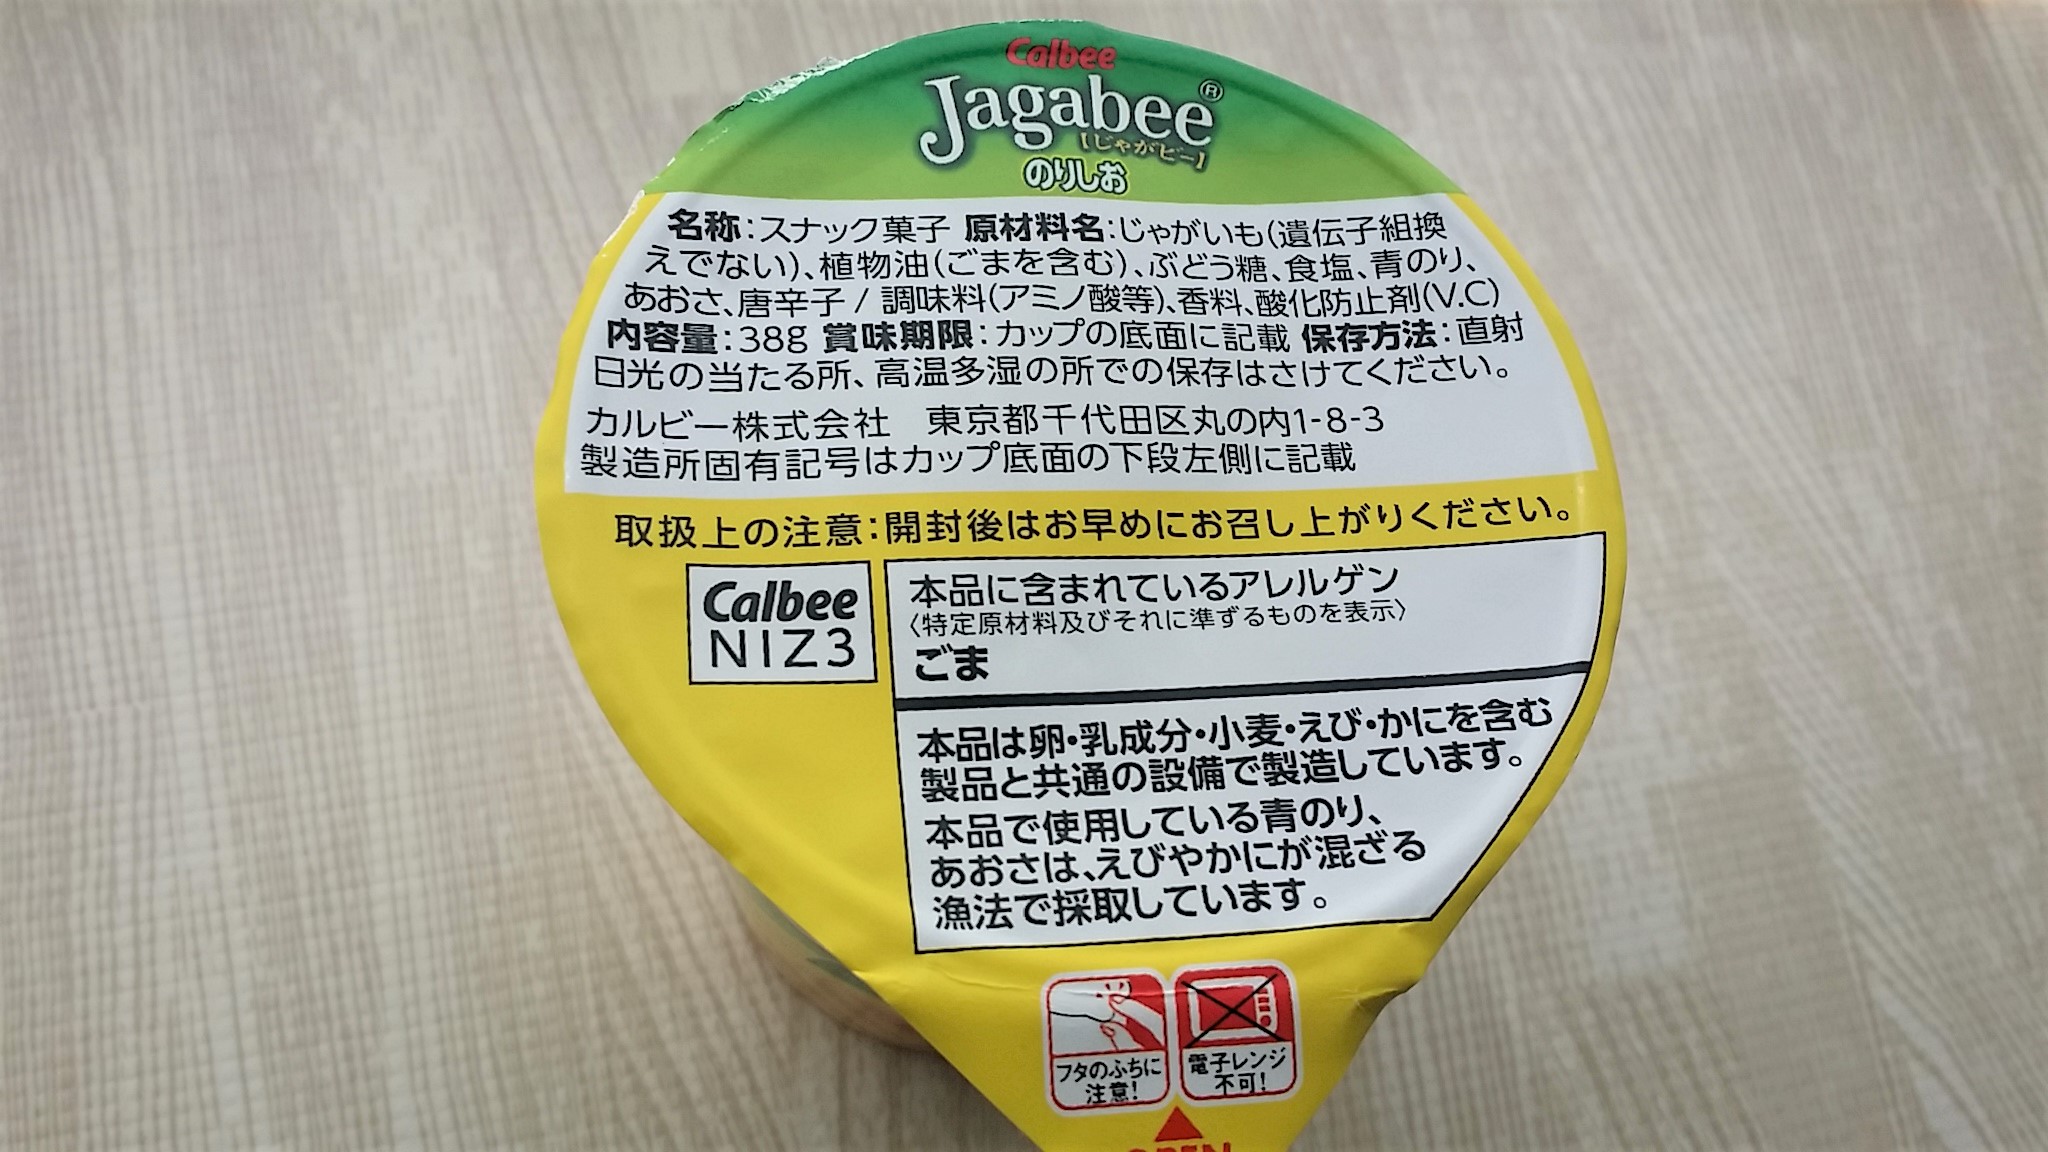 Calbee
Jagabee®
【じゃがビー】
のりしお
名称:スナック菓子 原材料名:じゃがいも(遺伝子組換
えでない)、植物油(ごまを含む)、ぶどう糖、食塩、青のり、
あおさ、唐辛子 / 調味料(アミノ酸等)、香料、酸化防止剤(V.C)
内容量:38g 賞味期限:カップの底面に記載 保存方法:直射
日光の当たる所、高温多湿の所での保存はさけてください。
カルビー株式会社 東京都千代田区丸の内1-8-3
製造所固有記号はカップ底面の下段左側に記載
取扱上の注意:開封後はお早めにお召し上がりください。
Calbee
NIZ3
本品に含まれているアレルゲン
〈特定原材料及びそれに準ずるものを表示〉
ごま
本品は卵・乳成分・小麦・えび・かにを含む
製品と共通の設備で製造しています。
本品で使用している青のり、
あおさは、えびやかにが混ざる
漁法で採取しています。
フタのふちに
注意!
電子レンジ
不可!
OPEN